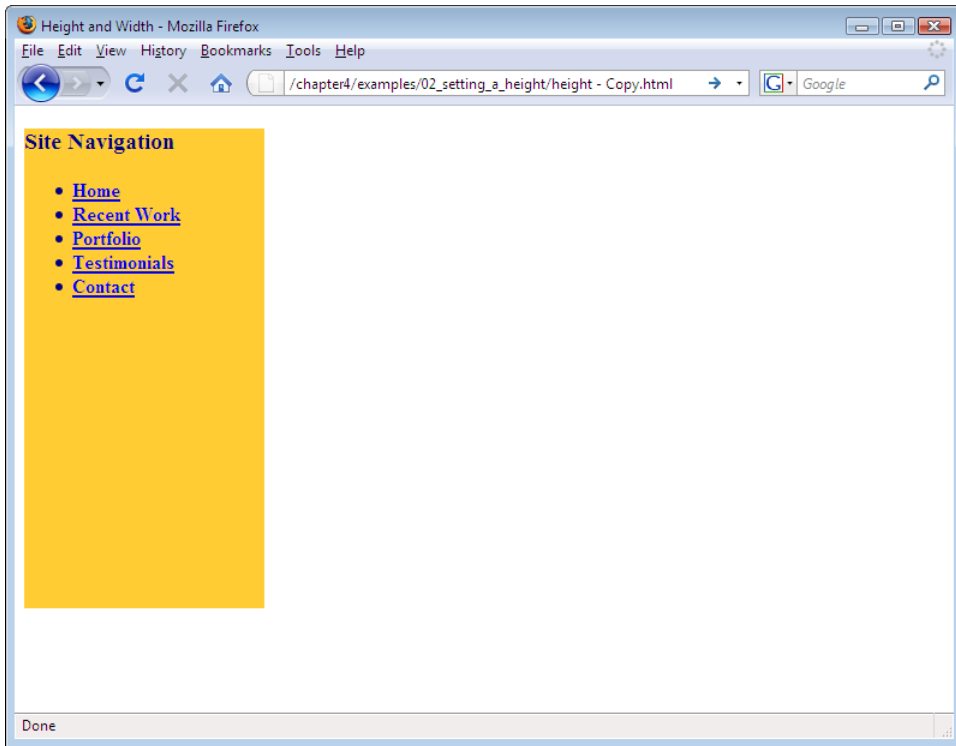 Height and Width - Mozilla Firefox
File Edit View History Bookmarks Tools Help
/chapter4/examples/02_setting_a_height/height - Copy.html G Google
Site Navigation
• Home
• Recent Work
• Portfolio
• Testimonials
• Contact
Done